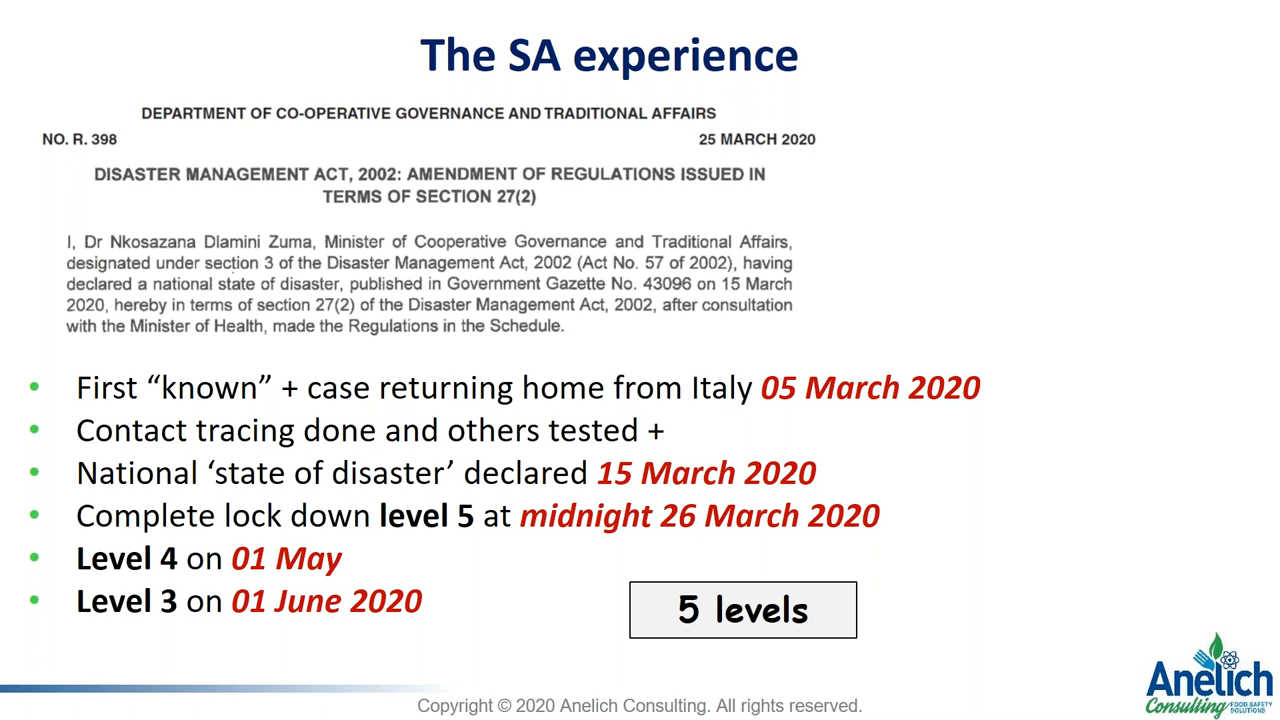 The SA experience
DEPARTMENT OF CO-OPERATIVE GOVERNANCE AND TRADITIONAL AFFAIRS
NO. R. 398 25 MARCH 2020
DISASTER MANAGEMENT ACT, 2002: AMENDMENT OF REGULATIONS ISSUED IN
TERMS OF SECTION 27(2)
I, Dr Nkosazana Dlamini Zuma, Minister of Cooperative Governance and Traditional Affairs,
designated under section 3 of the Disaster Management Act, 2002 (Act No. 57 of 2002), having
declared a national state of disaster, published in Government Gazette No. 43096 on 15 March
2020, hereby in terms of section 27(2) of the Disaster Management Act, 2002, after consultation
with the Minister of Health, made the Regulations in the Schedule.
• First “known” + case returning home from Italy 05 March 2020
• Contact tracing done and others tested +
• National ‘state of disaster’ declared 15 March 2020
• Complete lock down level 5 at midnight 26 March 2020
• Level 4 on 01 May
• Level 3 on 01 June 2020
5 levels
Anelich
Consulting FOOD SAFETY
SOLUTIONS
Copyright © 2020 Anelich Consulting. All rights reserved.